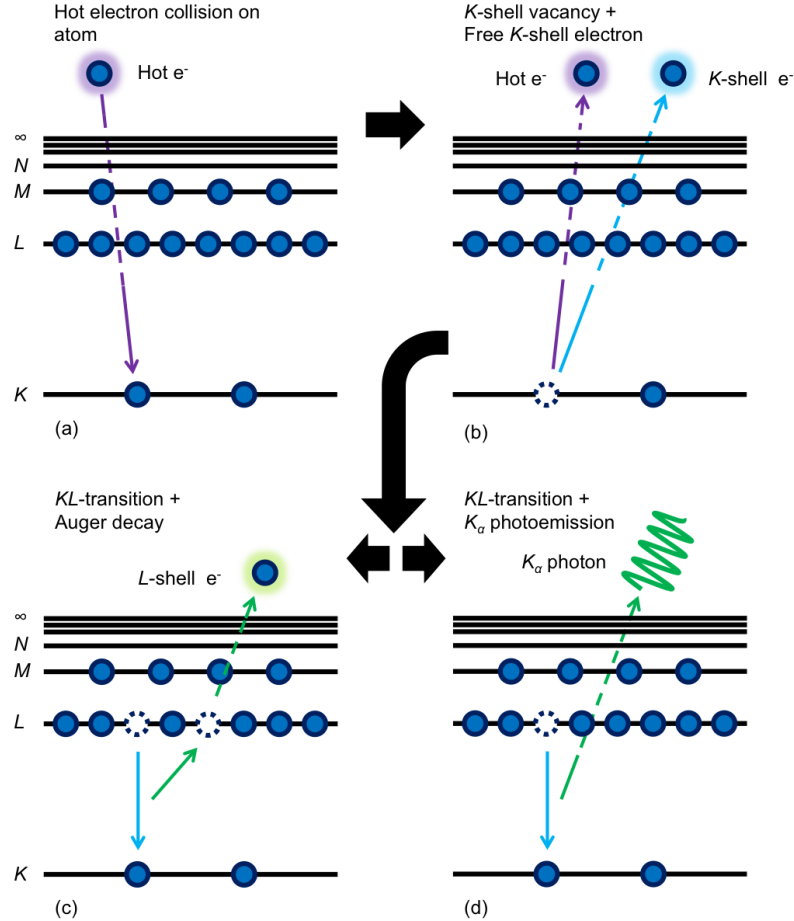 Hot electron collision on
atom
Hot e⁻
∞
N
M
L
K
(a)
K-shell vacancy +
Free K-shell electron
Hot e⁻
K-shell e⁻
(b)
KL-transition +
Auger decay
L-shell e⁻
∞
N
M
L
K
(c)
KL-transition +
Kα photoemission
Kα photon
(d)